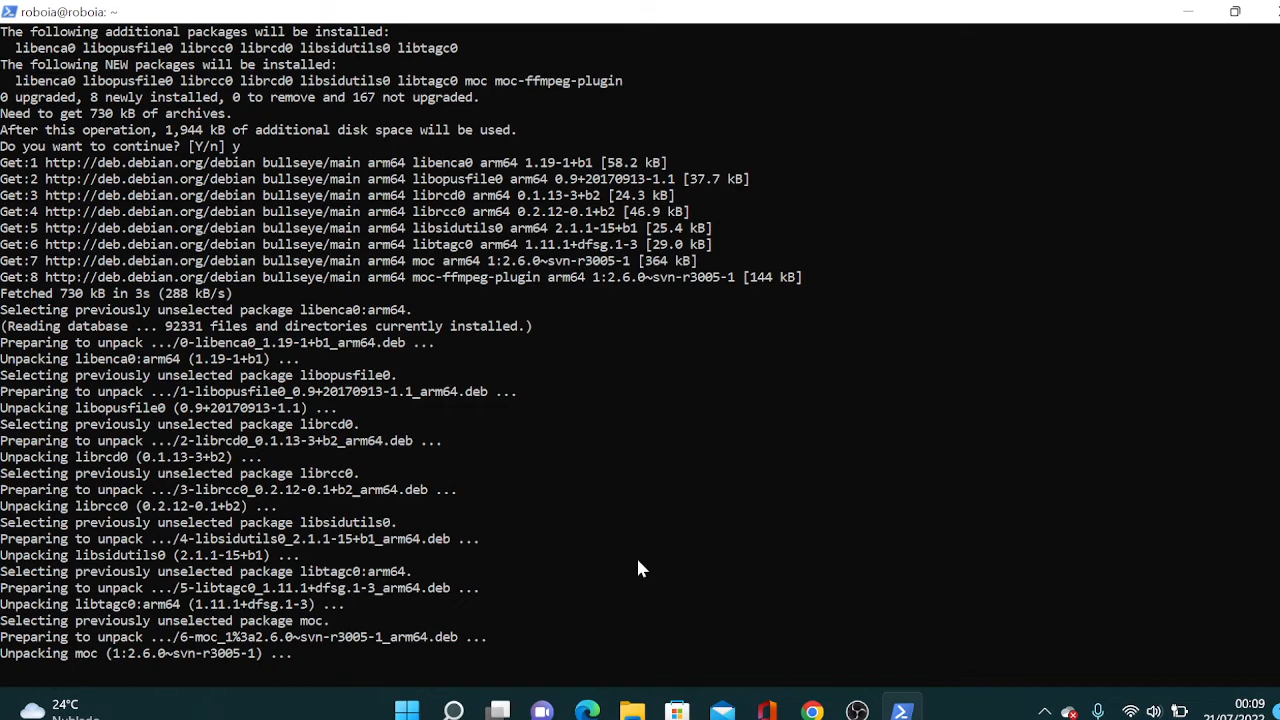 roboia@roboia: ~
The following additional packages will be installed:
libenca0 libopusfile0 librcc0 librcd0 libsidutils0 libtagc0
The following NEW packages will be installed:
libenca0 libopusfile0 librcc0 librcd0 libsidutils0 libtagc0 moc moc-ffmpeg-plugin
0 upgraded, 8 newly installed, 0 to remove and 167 not upgraded.
Need to get 730 kB of archives.
After this operation, 1,944 kB of additional disk space will be used.
Do you want to continue? [Y/n] y
Get:1 http://deb.debian.org/debian bullseye/main arm64 libenca0 arm64 1.19-1+b1 [58.2 kB]
Get:2 http://deb.debian.org/debian bullseye/main arm64 libopusfile0 arm64 0.9+20170913-1.1 [37.7 kB]
Get:3 http://deb.debian.org/debian bullseye/main arm64 librcd0 arm64 0.1.13-3+b2 [24.3 kB]
Get:4 http://deb.debian.org/debian bullseye/main arm64 librcc0 arm64 0.2.12-0.1+b2 [46.9 kB]
Get:5 http://deb.debian.org/debian bullseye/main arm64 libsidutils0 arm64 2.1.1-15+b1 [25.4 kB]
Get:6 http://deb.debian.org/debian bullseye/main arm64 libtagc0 arm64 1.11.1+dfsg.1-3 [29.0 kB]
Get:7 http://deb.debian.org/debian bullseye/main arm64 moc arm64 1:2.6.0~svn-r3005-1 [364 kB]
Get:8 http://deb.debian.org/debian bullseye/main arm64 moc-ffmpeg-plugin arm64 1:2.6.0~svn-r3005-1 [144 kB]
Fetched 730 kB in 3s (288 kB/s)
Selecting previously unselected package libenca0:arm64.
(Reading database ... 92331 files and directories currently installed.)
Preparing to unpack .../0-libenca0_1.19-1+b1_arm64.deb ...
Unpacking libenca0:arm64 (1.19-1+b1) ...
Selecting previously unselected package libopusfile0.
Preparing to unpack .../1-libopusfile0_0.9+20170913-1.1_arm64.deb ...
Unpacking libopusfile0 (0.9+20170913-1.1) ...
Selecting previously unselected package librcd0.
Preparing to unpack .../2-librcd0_0.1.13-3+b2_arm64.deb ...
Unpacking librcd0 (0.1.13-3+b2) ...
Selecting previously unselected package librcc0.
Preparing to unpack .../3-librcc0_0.2.12-0.1+b2_arm64.deb ...
Unpacking librcc0 (0.2.12-0.1+b2) ...
Selecting previously unselected package libsidutils0.
Preparing to unpack .../4-libsidutils0_2.1.1-15+b1_arm64.deb ...
Unpacking libsidutils0 (2.1.1-15+b1) ...
Selecting previously unselected package libtagc0:arm64.
Preparing to unpack .../5-libtagc0_1.11.1+dfsg.1-3_arm64.deb ...
Unpacking libtagc0:arm64 (1.11.1+dfsg.1-3) ...
Selecting previously unselected package moc.
Preparing to unpack .../6-moc_1%3a2.6.0~svn-r3005-1_arm64.deb ...
Unpacking moc (1:2.6.0~svn-r3005-1) ...
24°C
Nublado
00:09